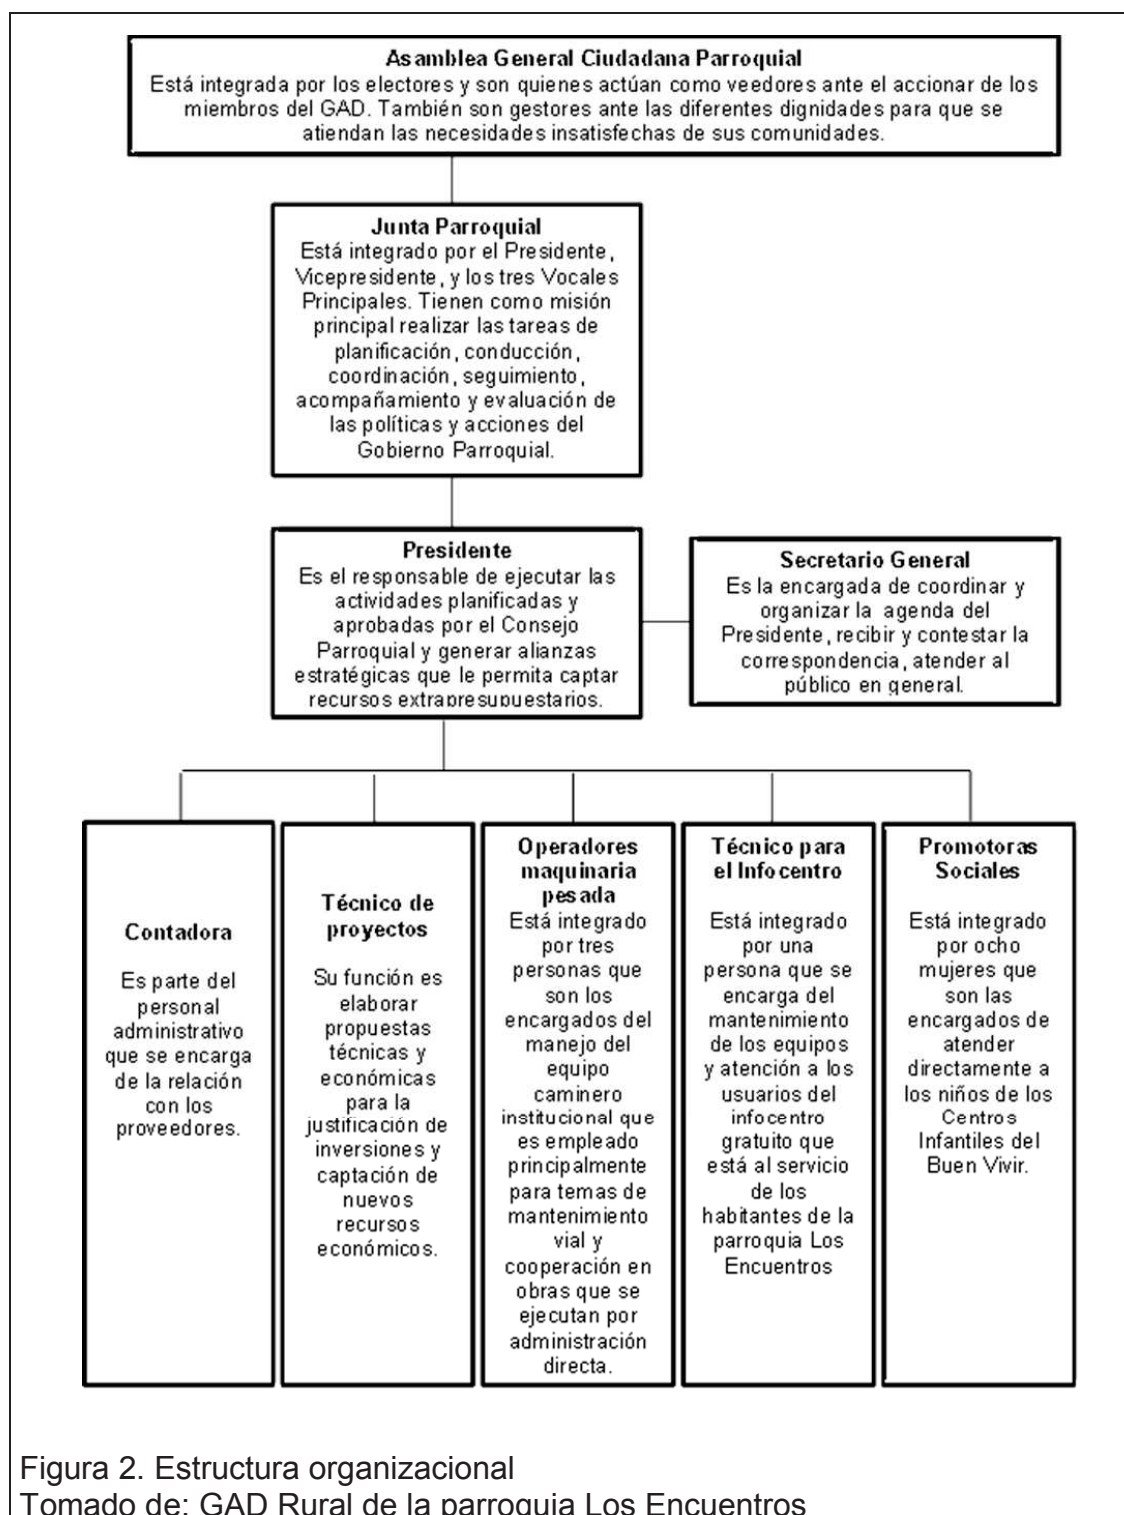 Asamblea General Ciudadana Parroquial
Está integrada por los electores y son quienes actúan como veedores ante el accionar de los
miembros del GAD. También son gestores ante las diferentes dignidades para que se
atiendan las necesidades insatisfechas de sus comunidades.
Junta Parroquial
Está integrado por el Presidente,
Vicepresidente, y los tres Vocales
Principales. Tienen como misión
principal realizar las tareas de
planificación, conducción,
coordinación, seguimiento,
acompañamiento y evaluación de
las políticas y acciones del
Gobierno Parroquial.
Presidente
Es el responsable de ejecutar las
actividades planificadas y
aprobadas por el Consejo
Parroquial y generar alianzas
estratégicas que le permita captar
recursos extrapresupuestarios.
Secretario General
Es la encargada de coordinar y
organizar la agenda del
Presidente, recibir y contestar la
correspondencia, atender al
público en general.
Contadora
Es parte del
personal
administrativo
que se encarga
de la relación
con los
proveedores.
Técnico de
proyectos
Su función es
elaborar
propuestas
técnicas y
económicas
para la
justificación de
inversiones y
captación de
nuevos
recursos
económicos.
Operadores
maquinaria
pesada
Está integrado
por tres
personas que
son los
encargados del
manejo del
equipo
caminero
institucional que
es empleado
principalmente
para temas de
mantenimiento
vial y
cooperación en
obras que se
ejecutan por
administración
directa.
Técnico para
el Infocentro
Está integrado
por una
persona que se
encarga del
mantenimiento
de los equipos
y atención a los
usuarios del
infocentro
gratuito que
está al servicio
de los
habitantes de la
parroquia Los
Encuentros
Promotoras
Sociales
Está integrado
por ocho
mujeres que
son las
encargados de
atender
directamente a
los niños de los
Centros
Infantiles del
Buen Vivir.
Figura 2. Estructura organizacional
Tomado de: GAD Rural de la parroquia Los Encuentros